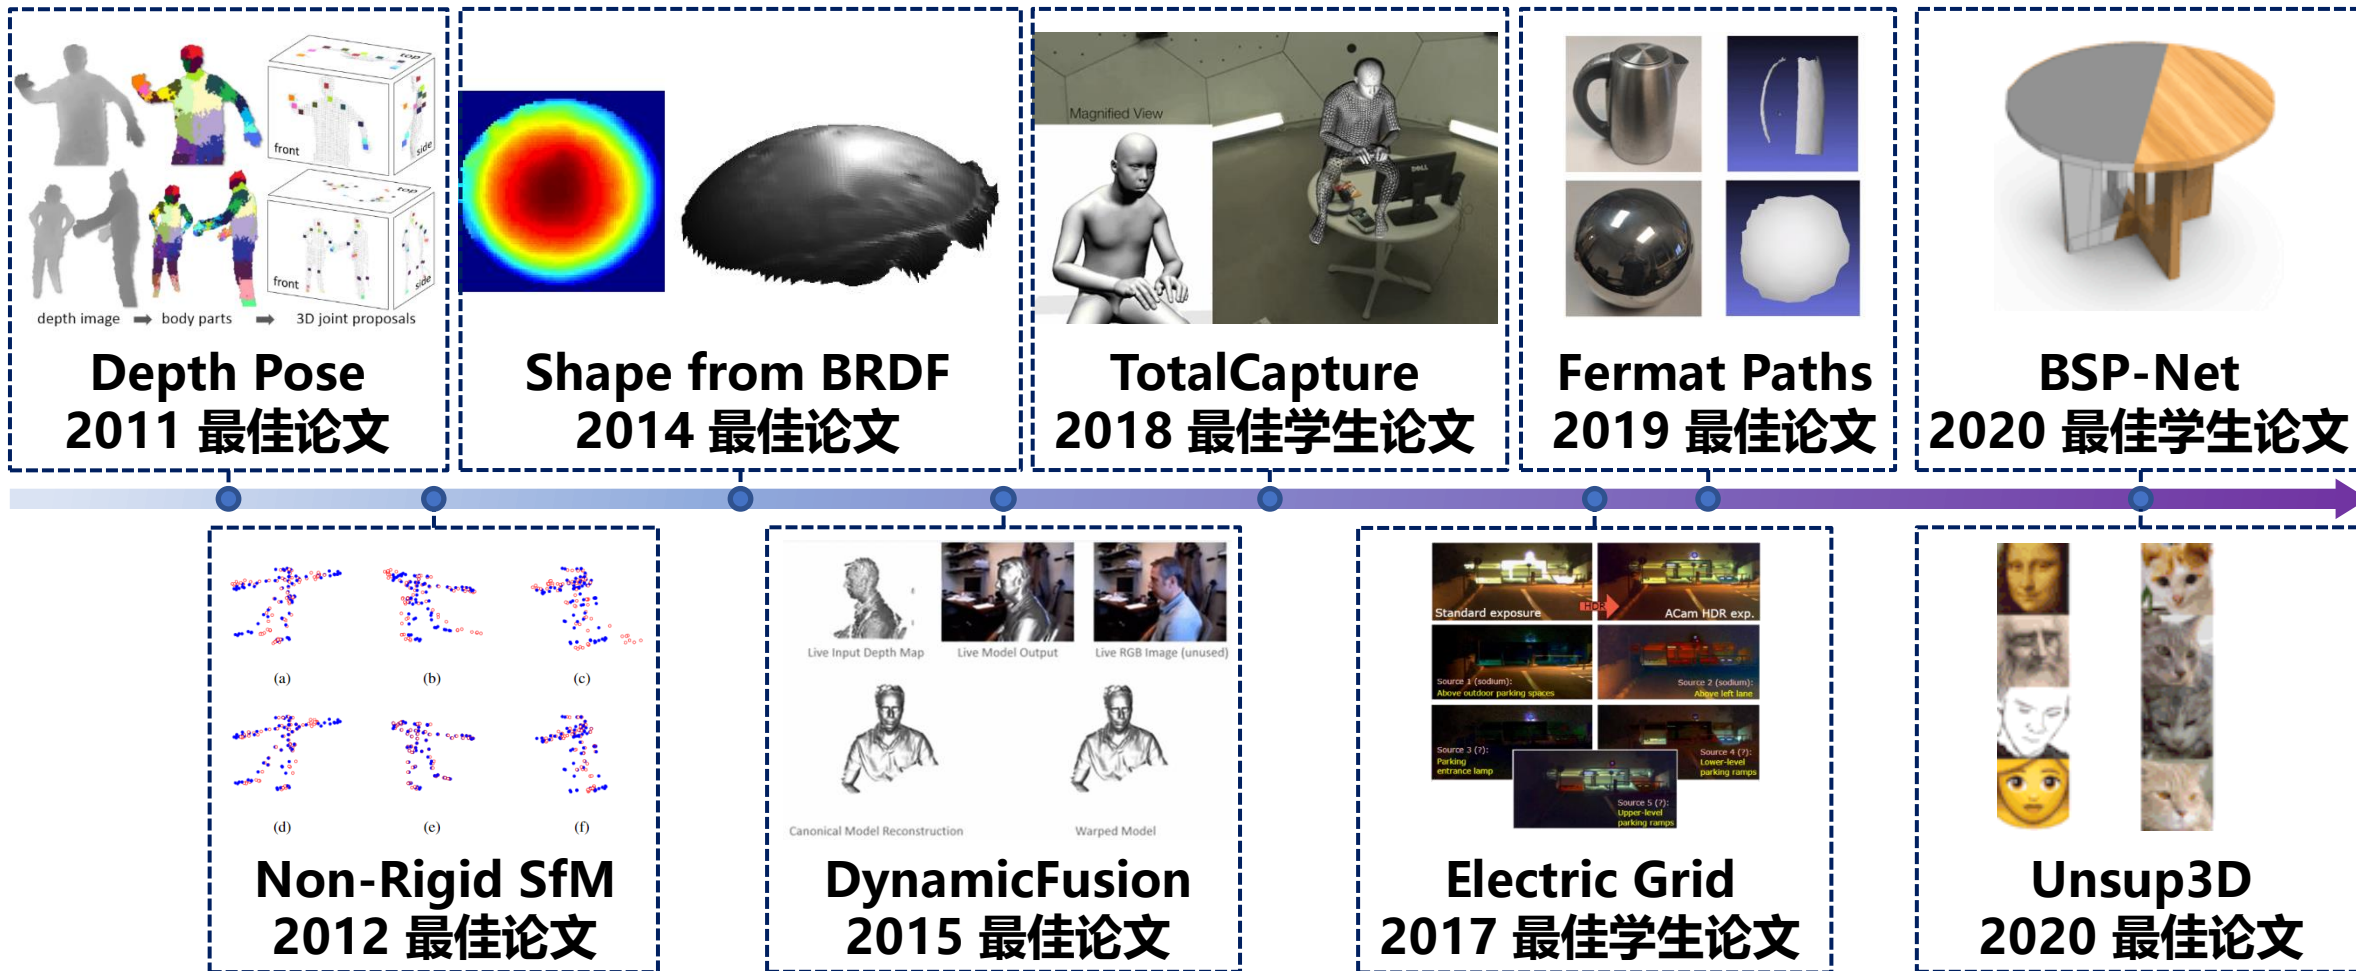 top
front
side
top
front
side
depth image
body parts
3D joint proposals
Depth Pose
2011 最佳论文
Shape from BRDF
2014 最佳论文
Magnified View
DELL
TotalCapture
2018 最佳学生论文
Fermat Paths
2019 最佳论文
BSP-Net
2020 最佳学生论文
(a)
(b)
(c)
(d)
(e)
(f)
Non-Rigid SfM
2012 最佳论文
Live Input Depth Map
Live Model Output
Live RGB Image (unused)
Canonical Model Reconstruction
Warped Model
DynamicFusion
2015 最佳论文
Standard exposure
HDR
ACam HDR exp.
Source 1 (sodium):
Above outdoor parking spaces
Source 2 (sodium):
Above left lane
Source 3 (?):
Parking
entrance lamp
Source 4 (?):
Lower-level
parking ramps
Source 5 (?):
Upper-level
parking ramps
Electric Grid
2017 最佳学生论文
Unsup3D
2020 最佳论文